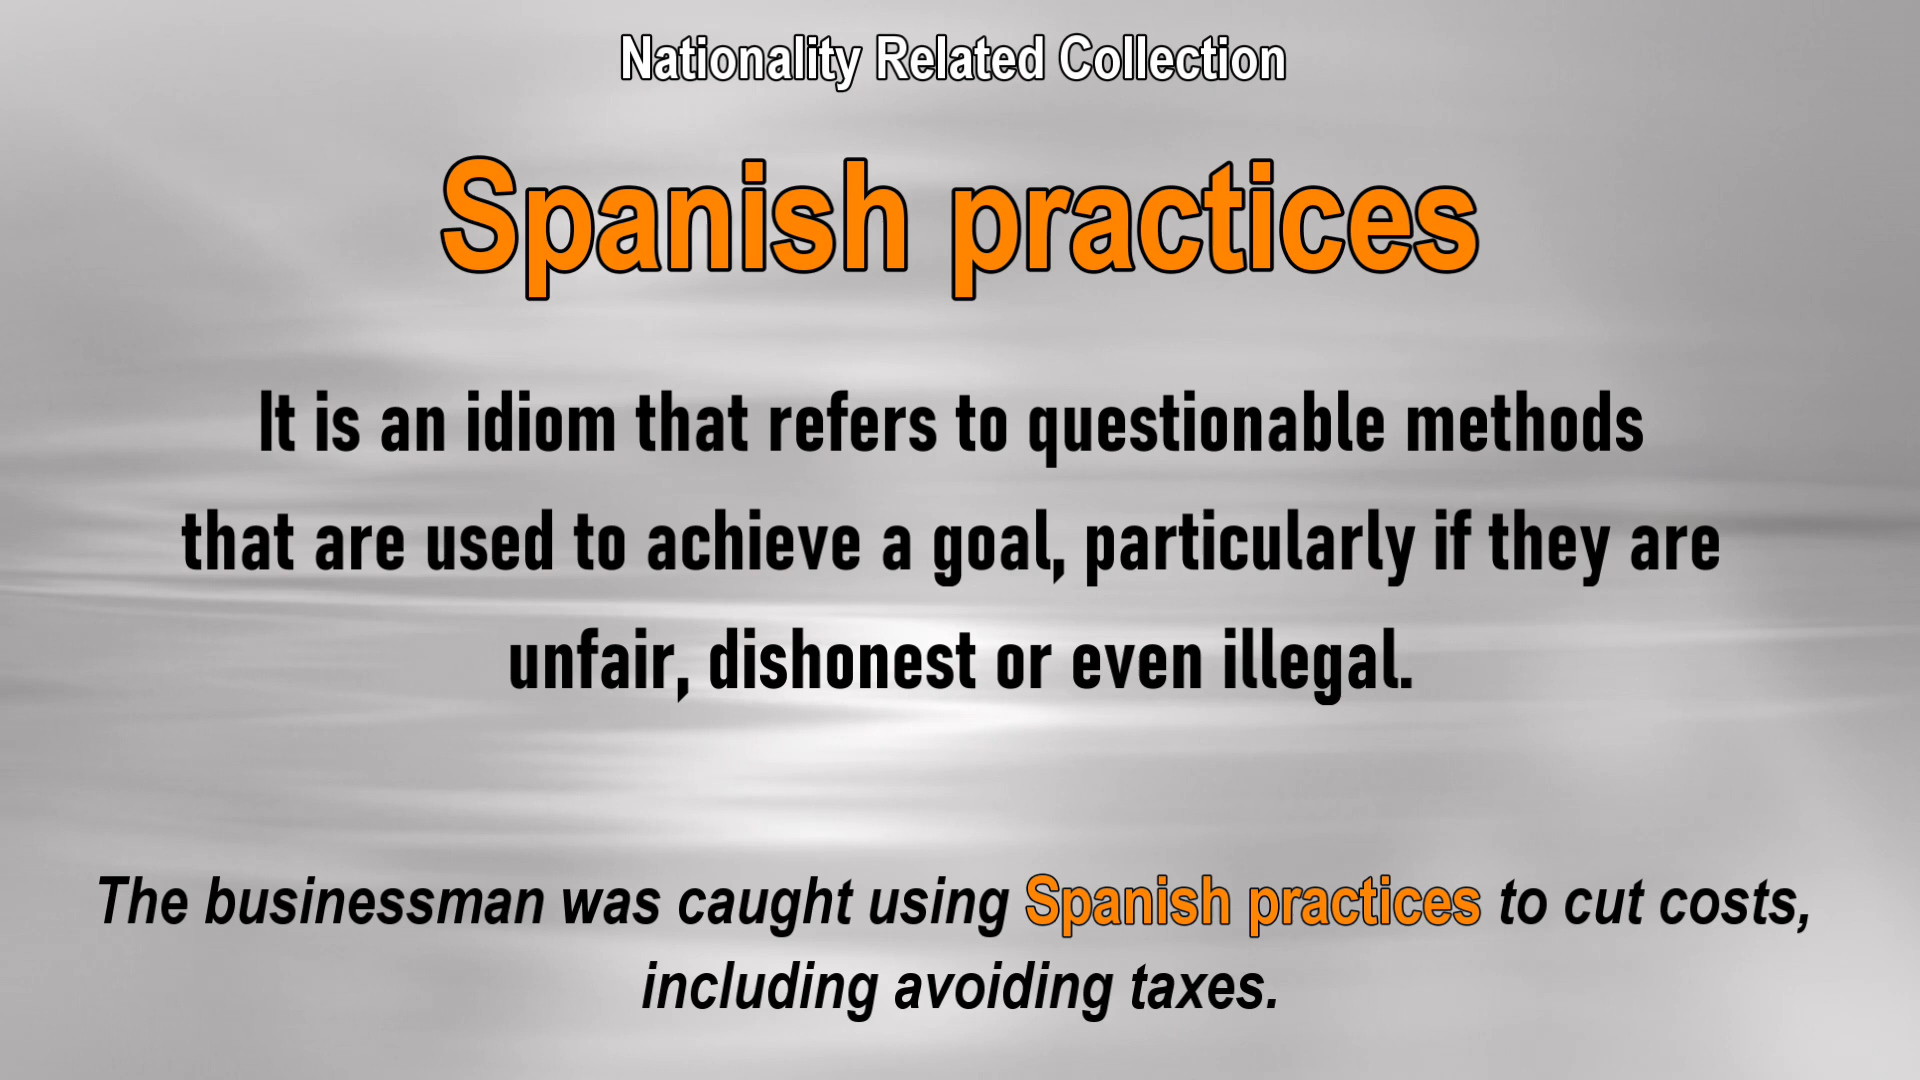 Nationality Related Collection
Spanish practices
It is an idiom that refers to questionable methods
that are used to achieve a goal, particularly if they are
unfair, dishonest or even illegal.
The businessman was caught using Spanish practices to cut costs,
including avoiding taxes.